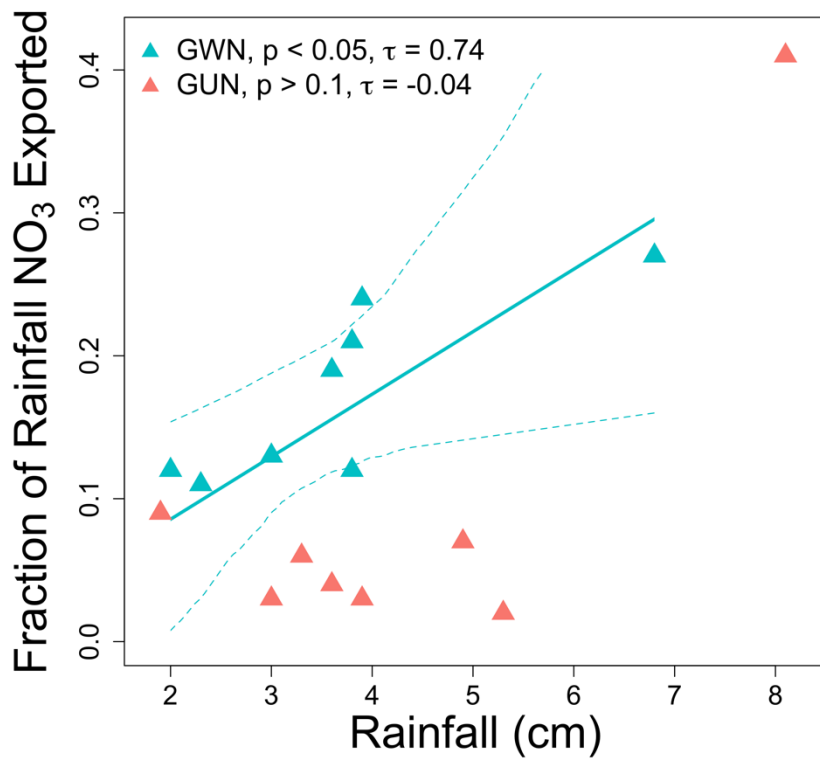 GWN, p < 0.05, τ = 0.74
GUN, p > 0.1, τ = -0.04
Fraction of Rainfall NO₃ Exported
0.4
0.3
0.2
0.1
0.0
2 3 4 5 6 7 8
Rainfall (cm)